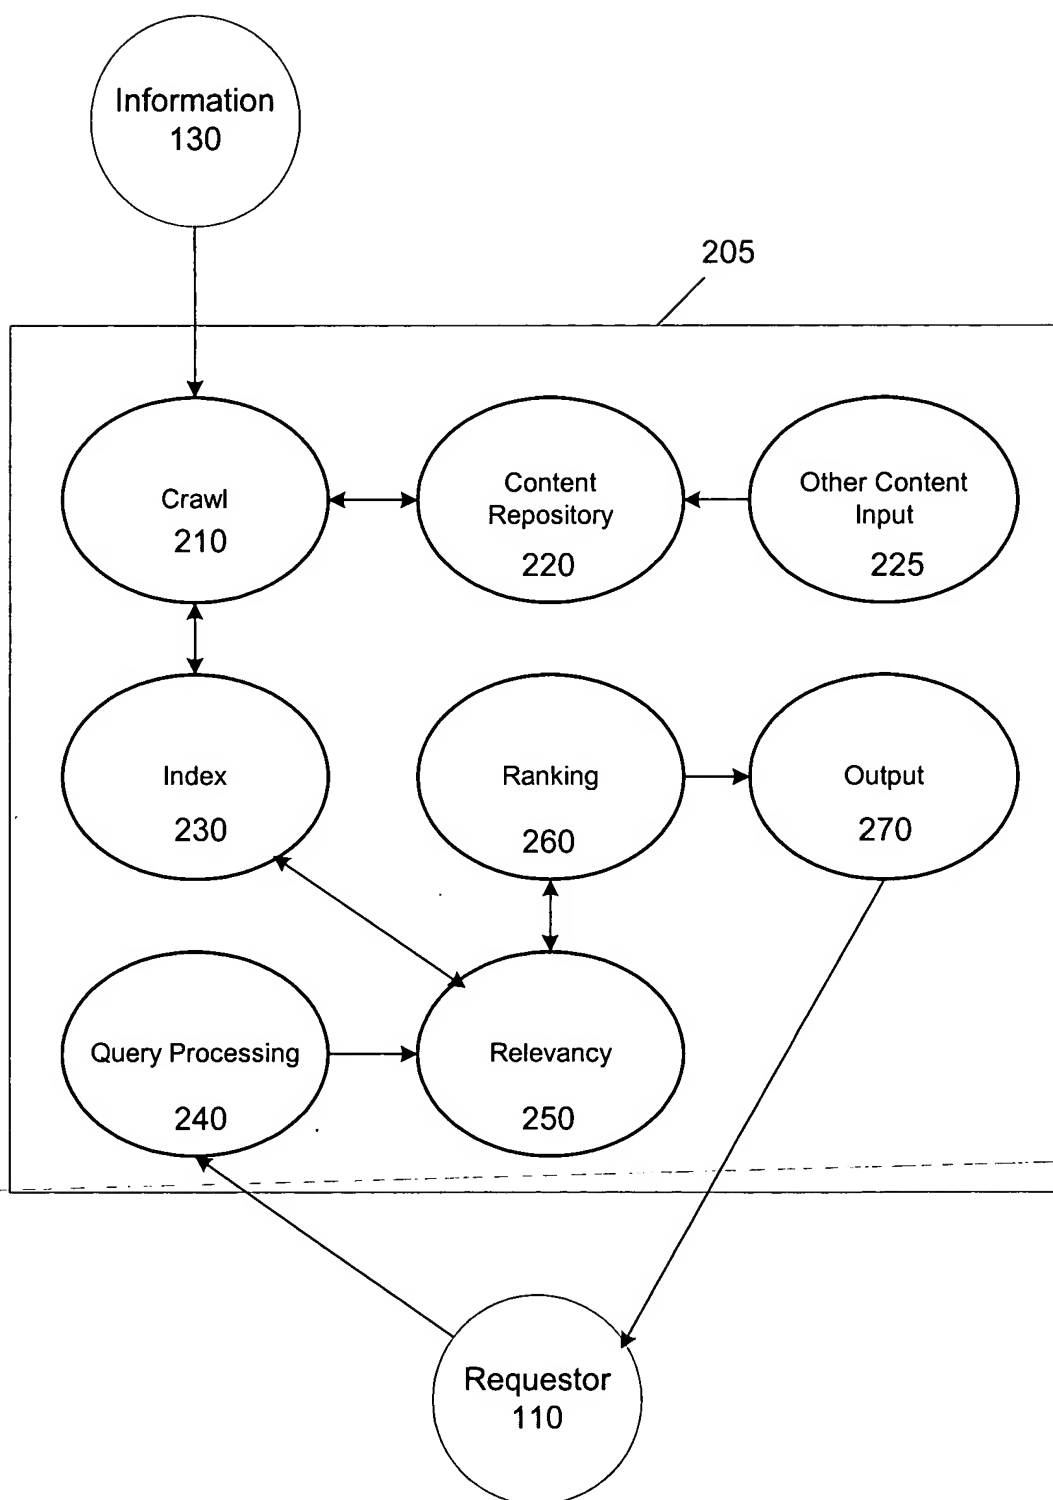 Information
130
205
Crawl
210
Content
Repository
220
Other Content
Input
225
Index
230
Ranking
260
Output
270
Query Processing
240
Relevancy
250
Requestor
110